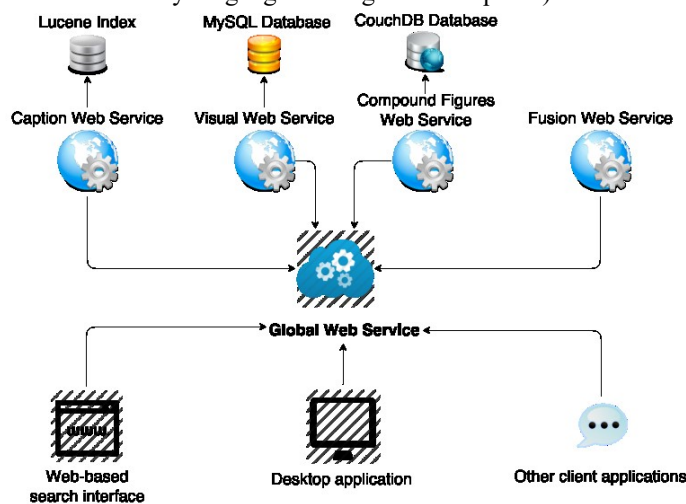 Lucene Index
MySQL Database
CouchDB Database
Caption Web Service
Visual Web Service
Compound Figures
Web Service
Fusion Web Service
Global Web Service
www
Web-based
search interface
Desktop application
Other client applications